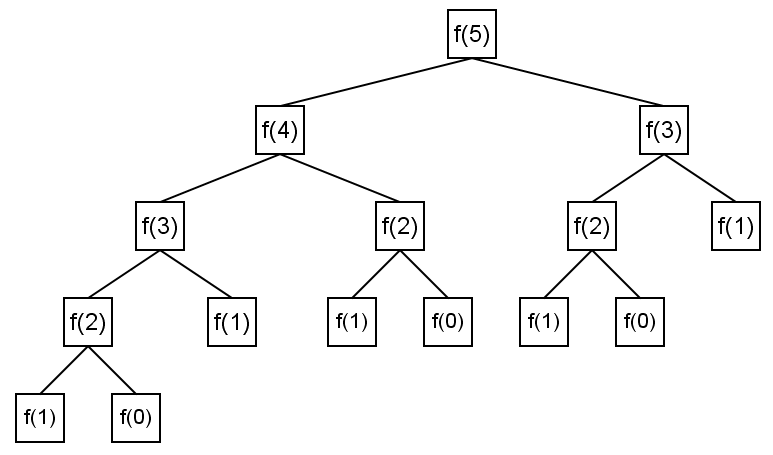 f(5)
f(4) f(3)
f(3) f(2) f(2) f(1)
f(2) f(1) f(1) f(0) f(1) f(0)
f(1) f(0)